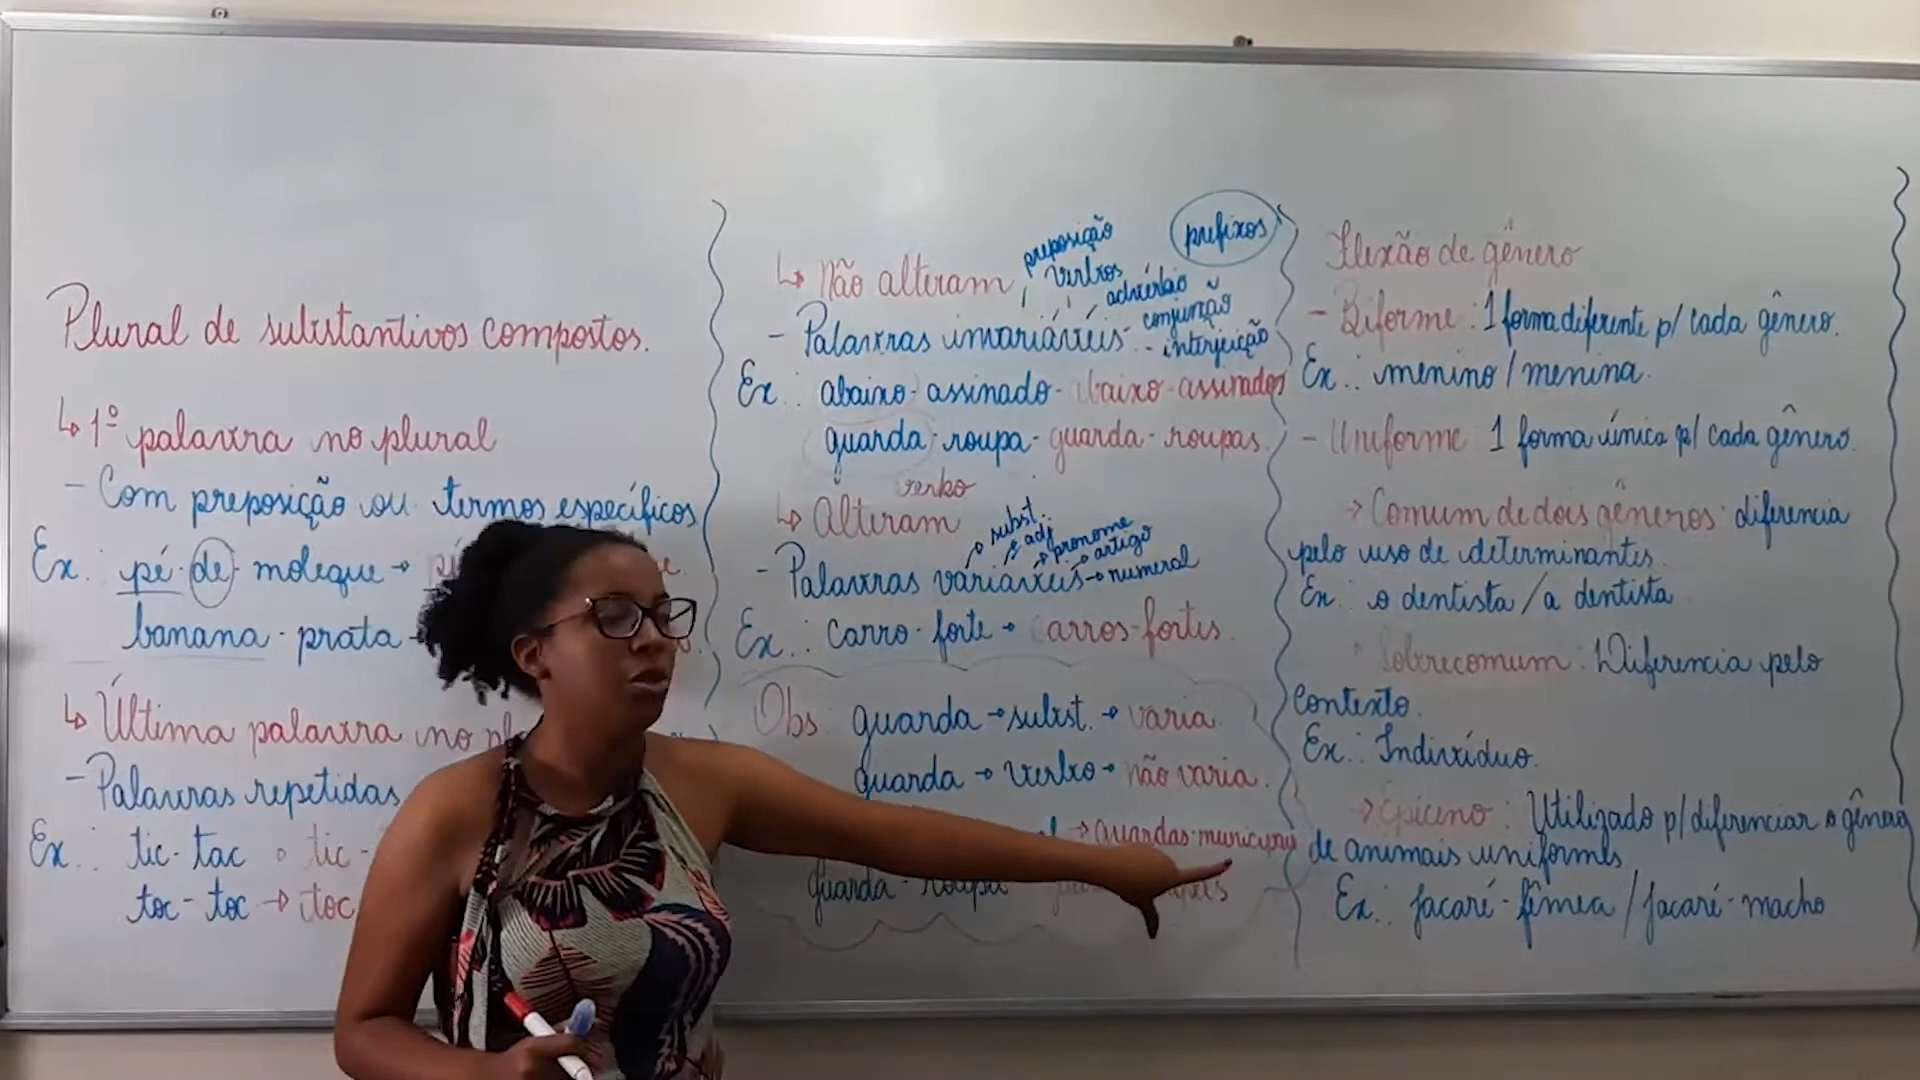 Plural de substantivos compostos.
↳ 1º palavra no plural
- Com preposição ou termos específicos
Ex.: pé-de-moleque →
banana-prata →
↳ Última palavra no
- Palavras repetidas
Ex.: tic-tac → tic-
toc-toc → toc
prefixos
↳ Não alteram
preposição
verbos
advérbio
conjunção
- interjeição
- Palavras invariáveis
Ex.: abaixo-assinado - abaixo-assinados
guarda-roupa - guarda-roupas.
verbo
↳ Alteram
subst.
adj
pronome
artigo
numeral
- Palavras variáveis
Ex.: carro-forte → carros-fortes.
Obs: guarda → subst. → varia.
guarda → verbo → não varia.
→ guardas-municipais
guarda-roupa
Flexão de gênero
- Biforme: 1 forma diferente p/ cada gênero.
Ex.: menino/menina.
- Uniforme 1 forma única p/ cada gênero.
→ Comum de dois gêneros: diferencia
pelo uso de determinantes.
Ex: o dentista/a dentista
Sobrecomum: Diferencia pelo
contexto.
Ex.: Indivíduo.
→ Epiceno: Utilizado p/ diferenciar o gênero
de animais uniformes
Ex.: jacaré-fêmea/jacaré-macho